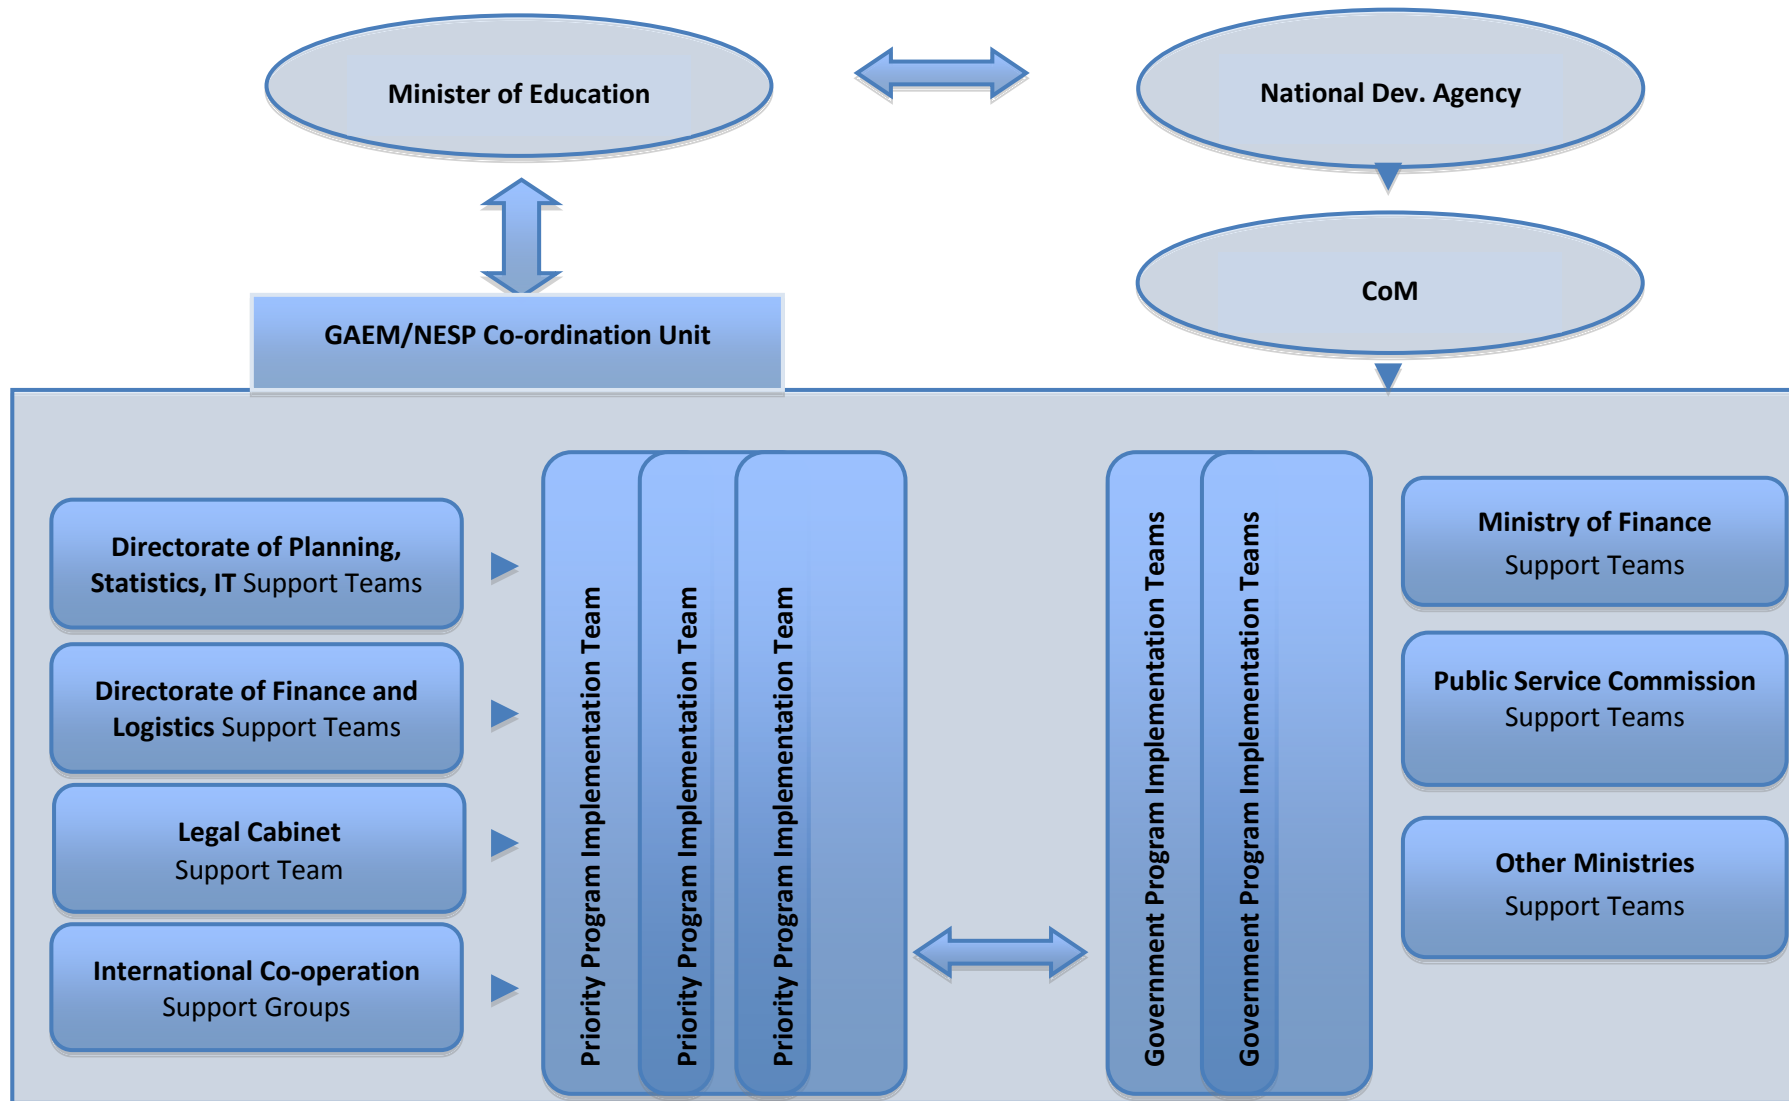 Minister of Education
National Dev. Agency
CoM
GAEM/NESP Co-ordination Unit
Directorate of Planning,
Statistics, IT Support Teams
Directorate of Finance and
Logistics Support Teams
Legal Cabinet
Support Team
International Co-operation
Support Groups
Priority Program Implementation Team
Priority Program Implementation Team
Priority Program Implementation Team
Government Program Implementation Teams
Government Program Implementation Teams
Ministry of Finance
Support Teams
Public Service Commission
Support Teams
Other Ministries
Support Teams